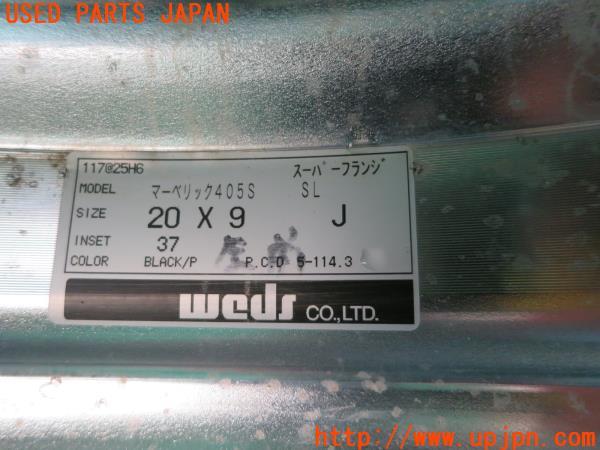 USED PARTS JAPAN
117@25H6 スーパーフランジ
MODEL マーベリック405S SL
SIZE 20 X 9 J
INSET 37
COLOR BLACK/P P.C.D 5-114.3
weds CO.,LTD.
http://www.upjpn.com/